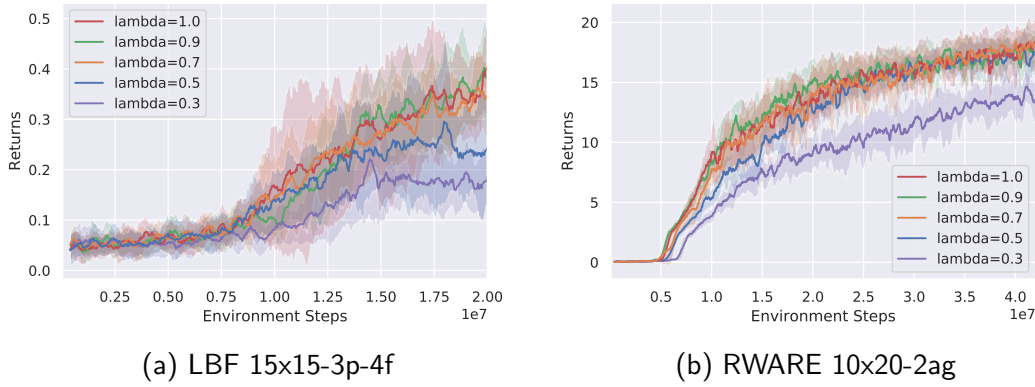 0.5
0.4
0.3
0.2
0.1
0.0
Returns
lambda=1.0
lambda=0.9
lambda=0.7
lambda=0.5
lambda=0.3
0.25 0.50 0.75 1.00 1.25 1.50 1.75 2.00
1e7
Environment Steps
(a) LBF 15x15-3p-4f
20
15
10
5
0
Returns
lambda=1.0
lambda=0.9
lambda=0.7
lambda=0.5
lambda=0.3
0.5 1.0 1.5 2.0 2.5 3.0 3.5 4.0
1e7
Environment Steps
(b) RWARE 10x20-2ag